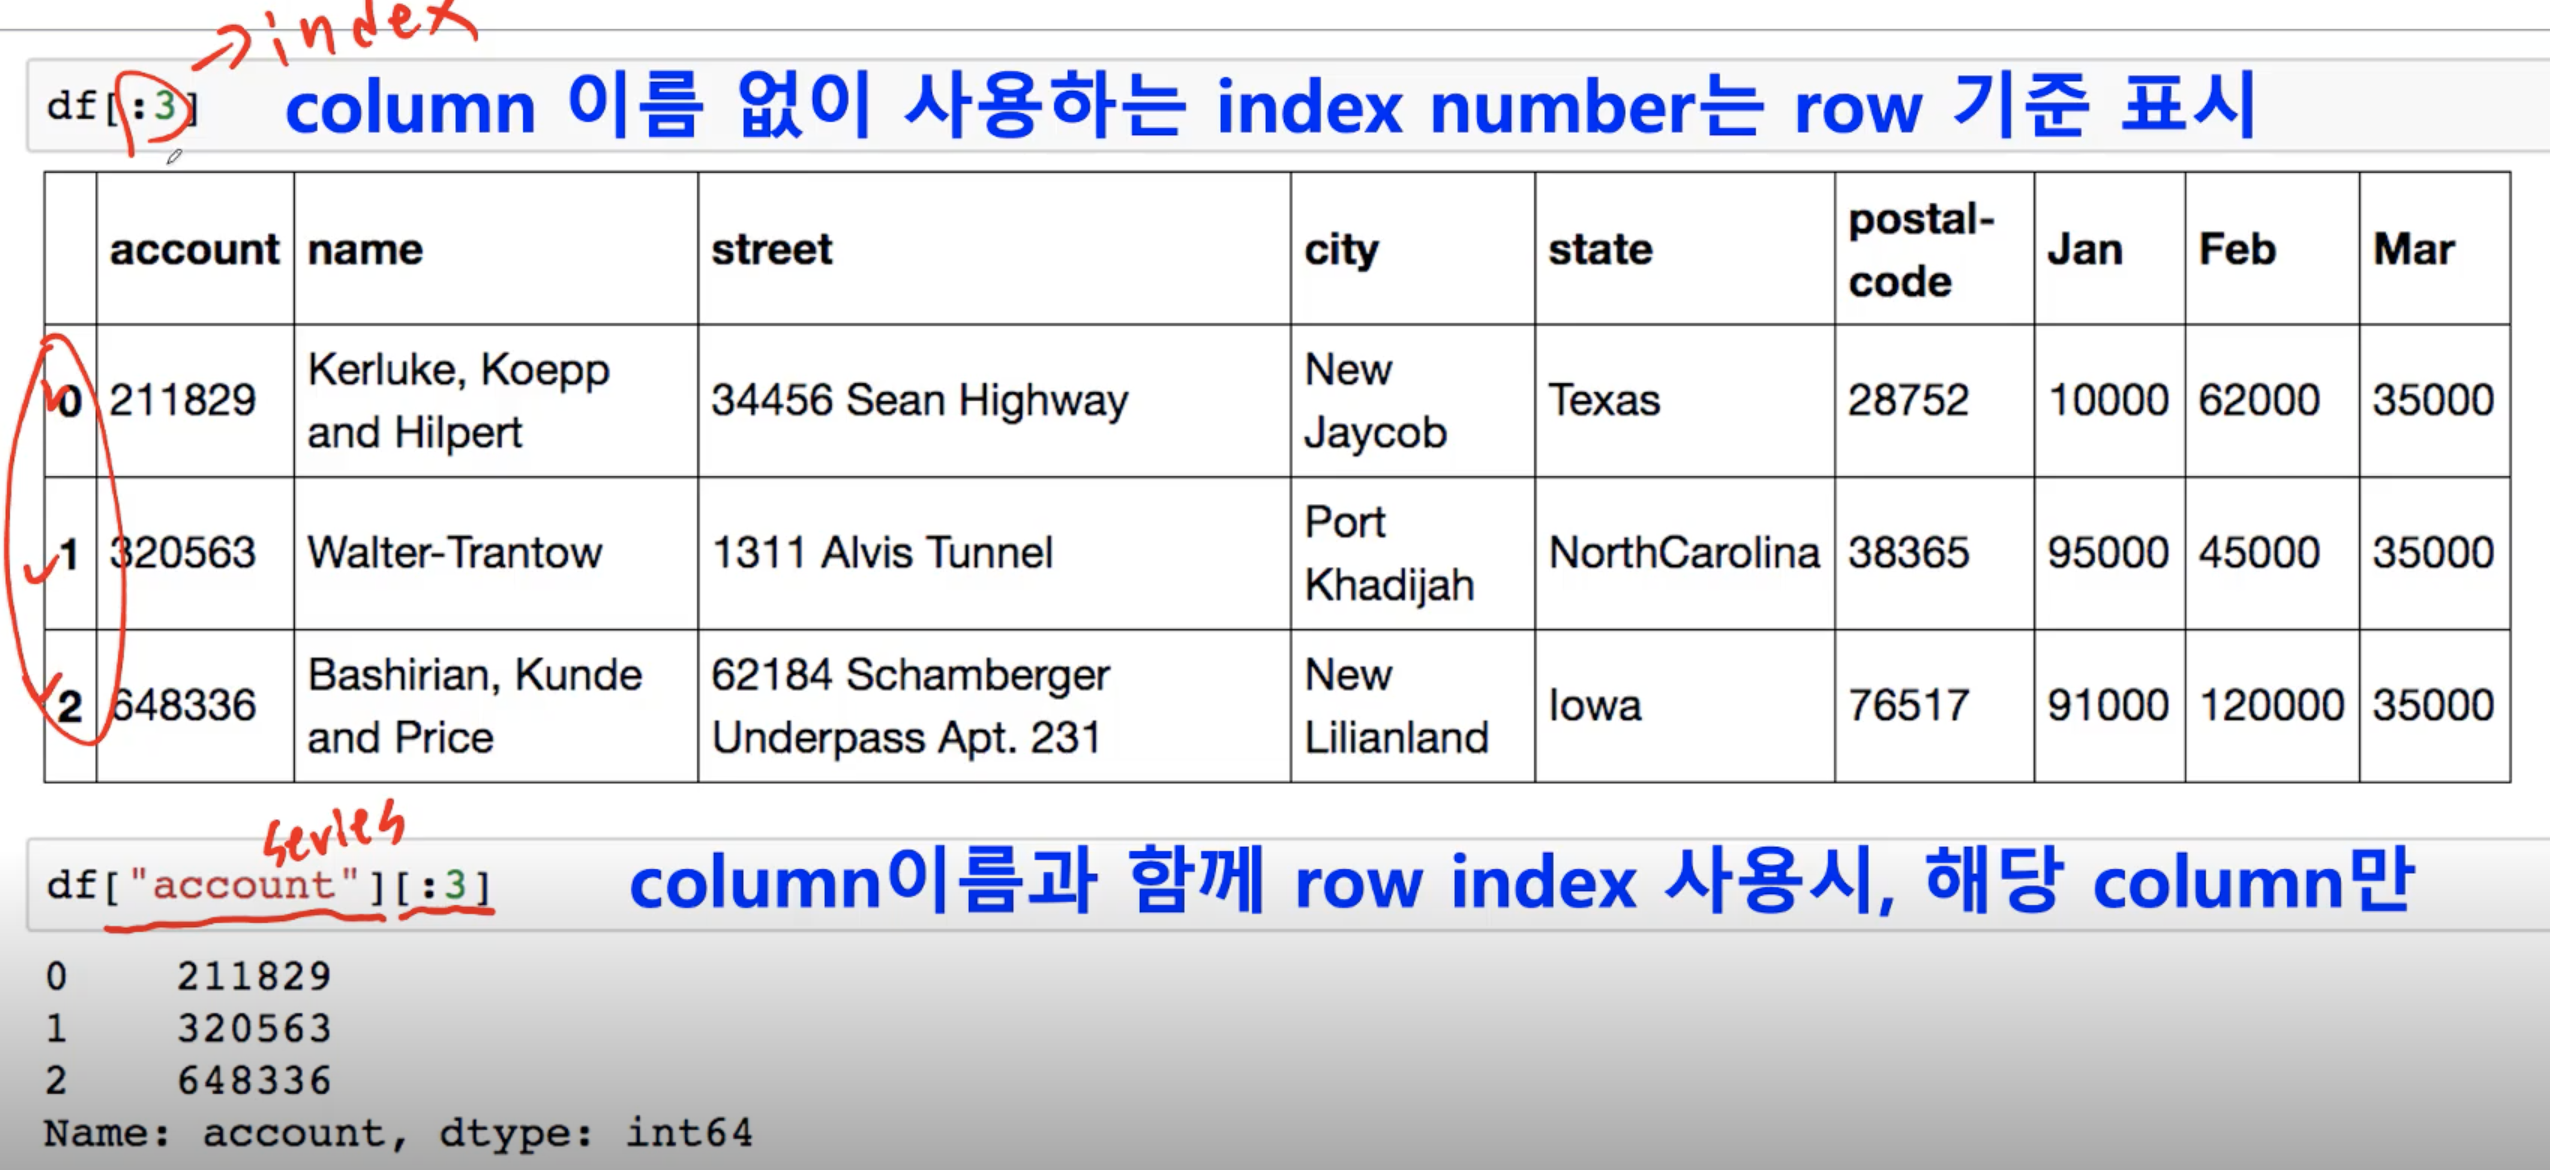 →index
df[:3] column 이름 없이 사용하는 index number는 row 기준 표시
account name street city state postal-code Jan Feb Mar
0 211829 Kerluke, Koepp and Hilpert 34456 Sean Highway New Jaycob Texas 28752 10000 62000 35000
1 320563 Walter-Trantow 1311 Alvis Tunnel Port Khadijah NorthCarolina 38365 95000 45000 35000
2 648336 Bashirian, Kunde and Price 62184 Schamberger Underpass Apt. 231 New Lilianland Iowa 76517 91000 120000 35000
series
df["account"][:3] column이름과 함께 row index 사용시, 해당 column만
0 211829
1 320563
2 648336
Name: account, dtype: int64